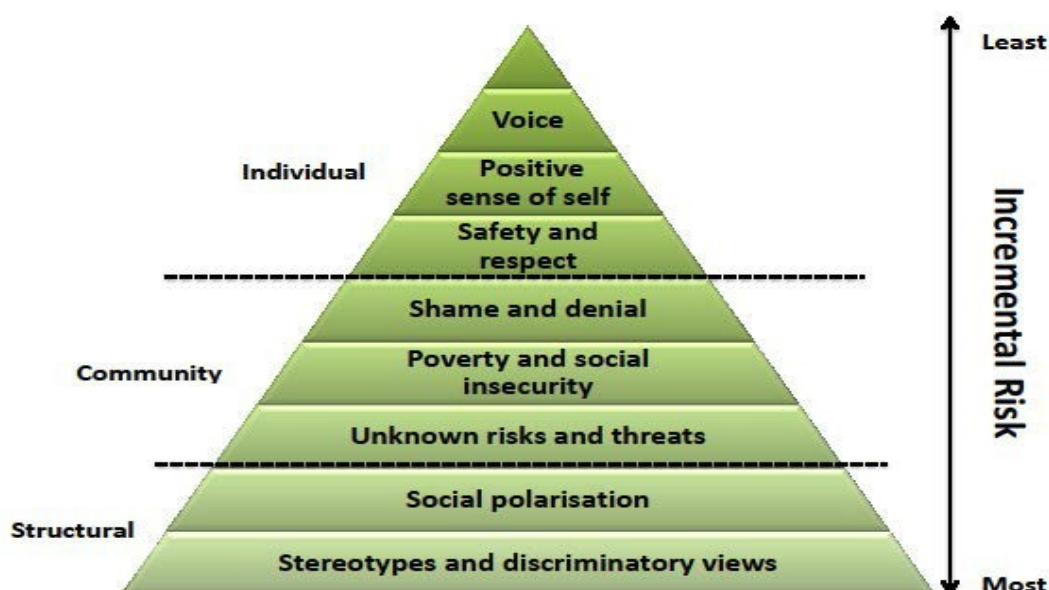 Least
Voice
Individual
Positive
sense of self
Safety and
respect
Incremental Risk
Shame and denial
Community
Poverty and social
insecurity
Unknown risks and threats
Social polarisation
Structural
Stereotypes and discriminatory views
Most